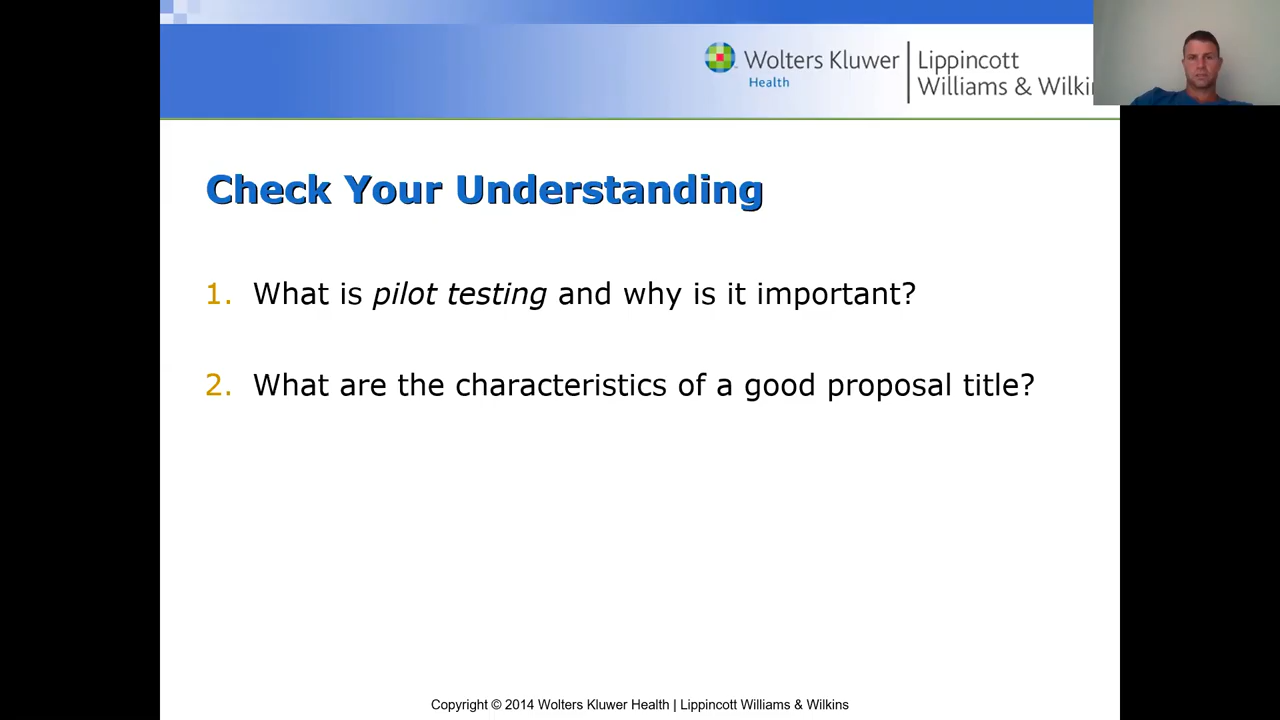 Wolters Kluwer
Health
Lippincott
Williams & Wilki
Check Your Understanding
1. What is pilot testing and why is it important?
2. What are the characteristics of a good proposal title?
Copyright © 2014 Wolters Kluwer Health | Lippincott Williams & Wilkins